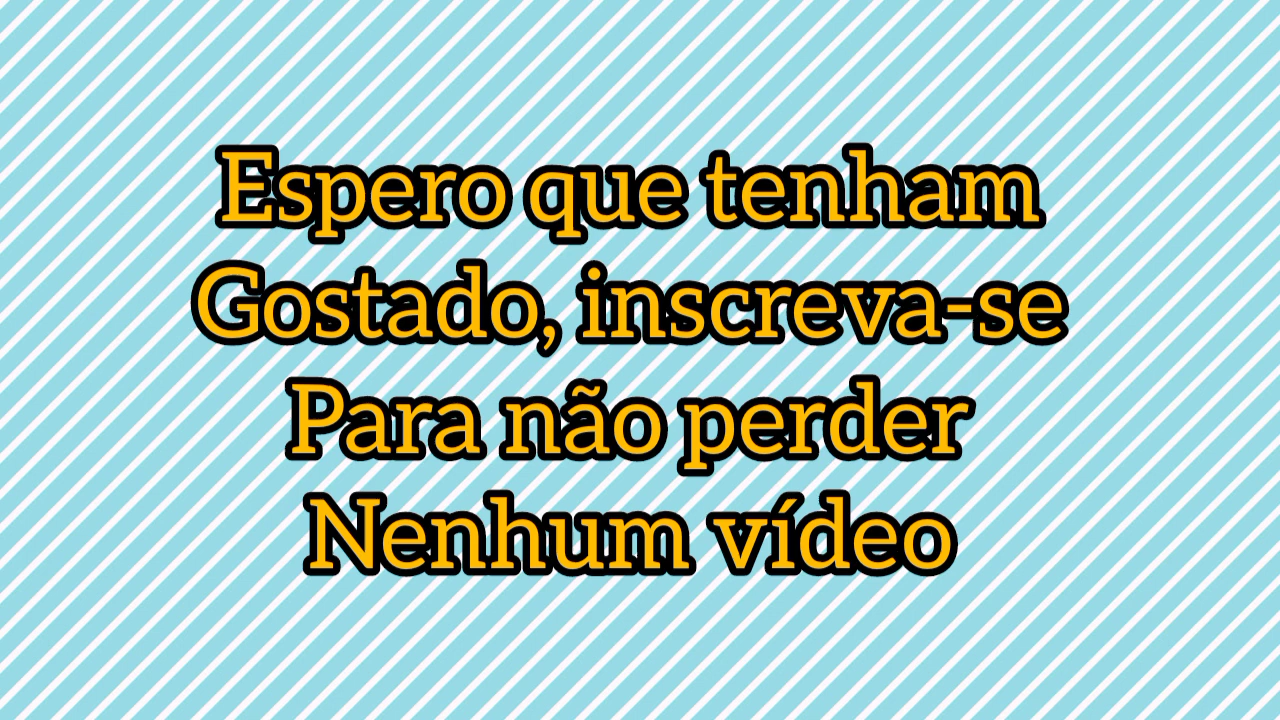 Espero que tenham
Gostado, inscreva-se
Para não perder
Nenhum vídeo